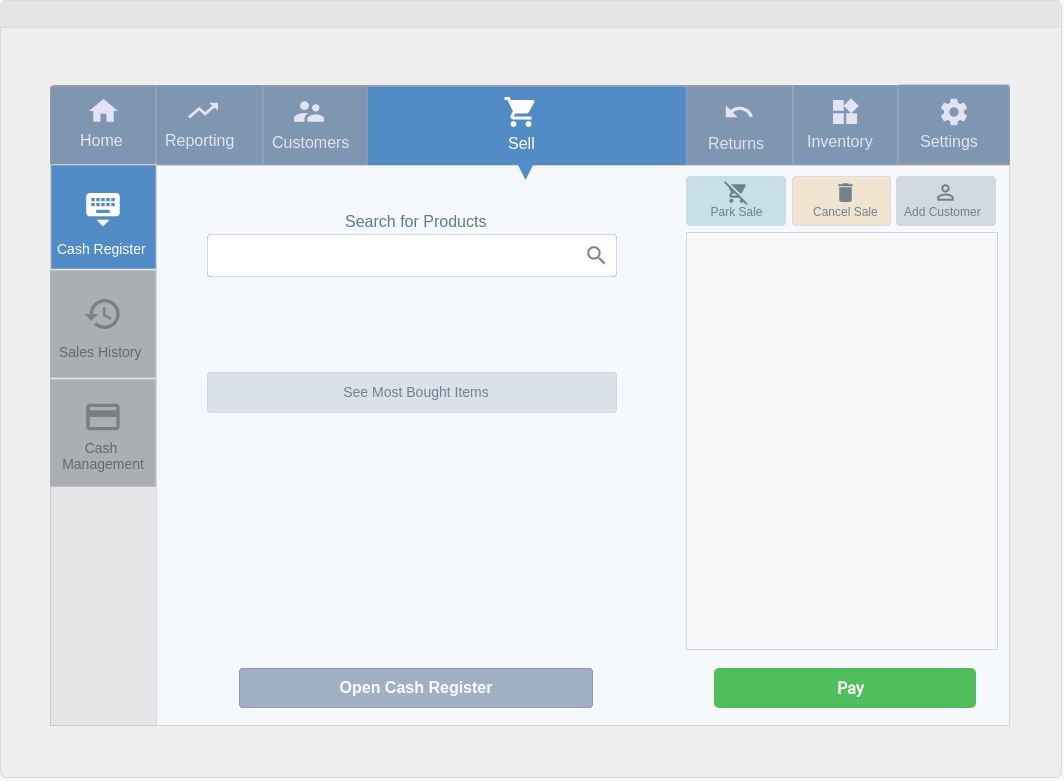 Home
Reporting
Customers
Sell
Returns
Inventory
Settings
Cash Register
Sales History
Cash
Management
Search for Products
See Most Bought Items
Open Cash Register
Park Sale
Cancel Sale
Add Customer
Pay